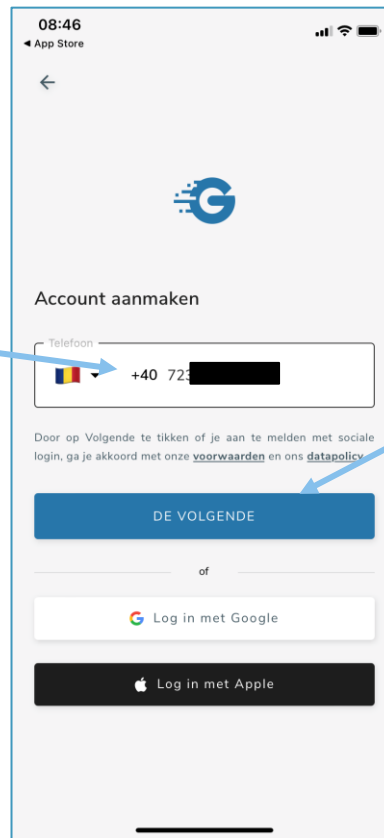 08:46
App Store
Account aanmaken
Telefoon
+40 723
Door op Volgende te tikken of je aan te melden met sociale
login, ga je akkoord met onze voorwaarden en ons datapolicy.
DE VOLGENDE
of
Log in met Google
Log in met Apple